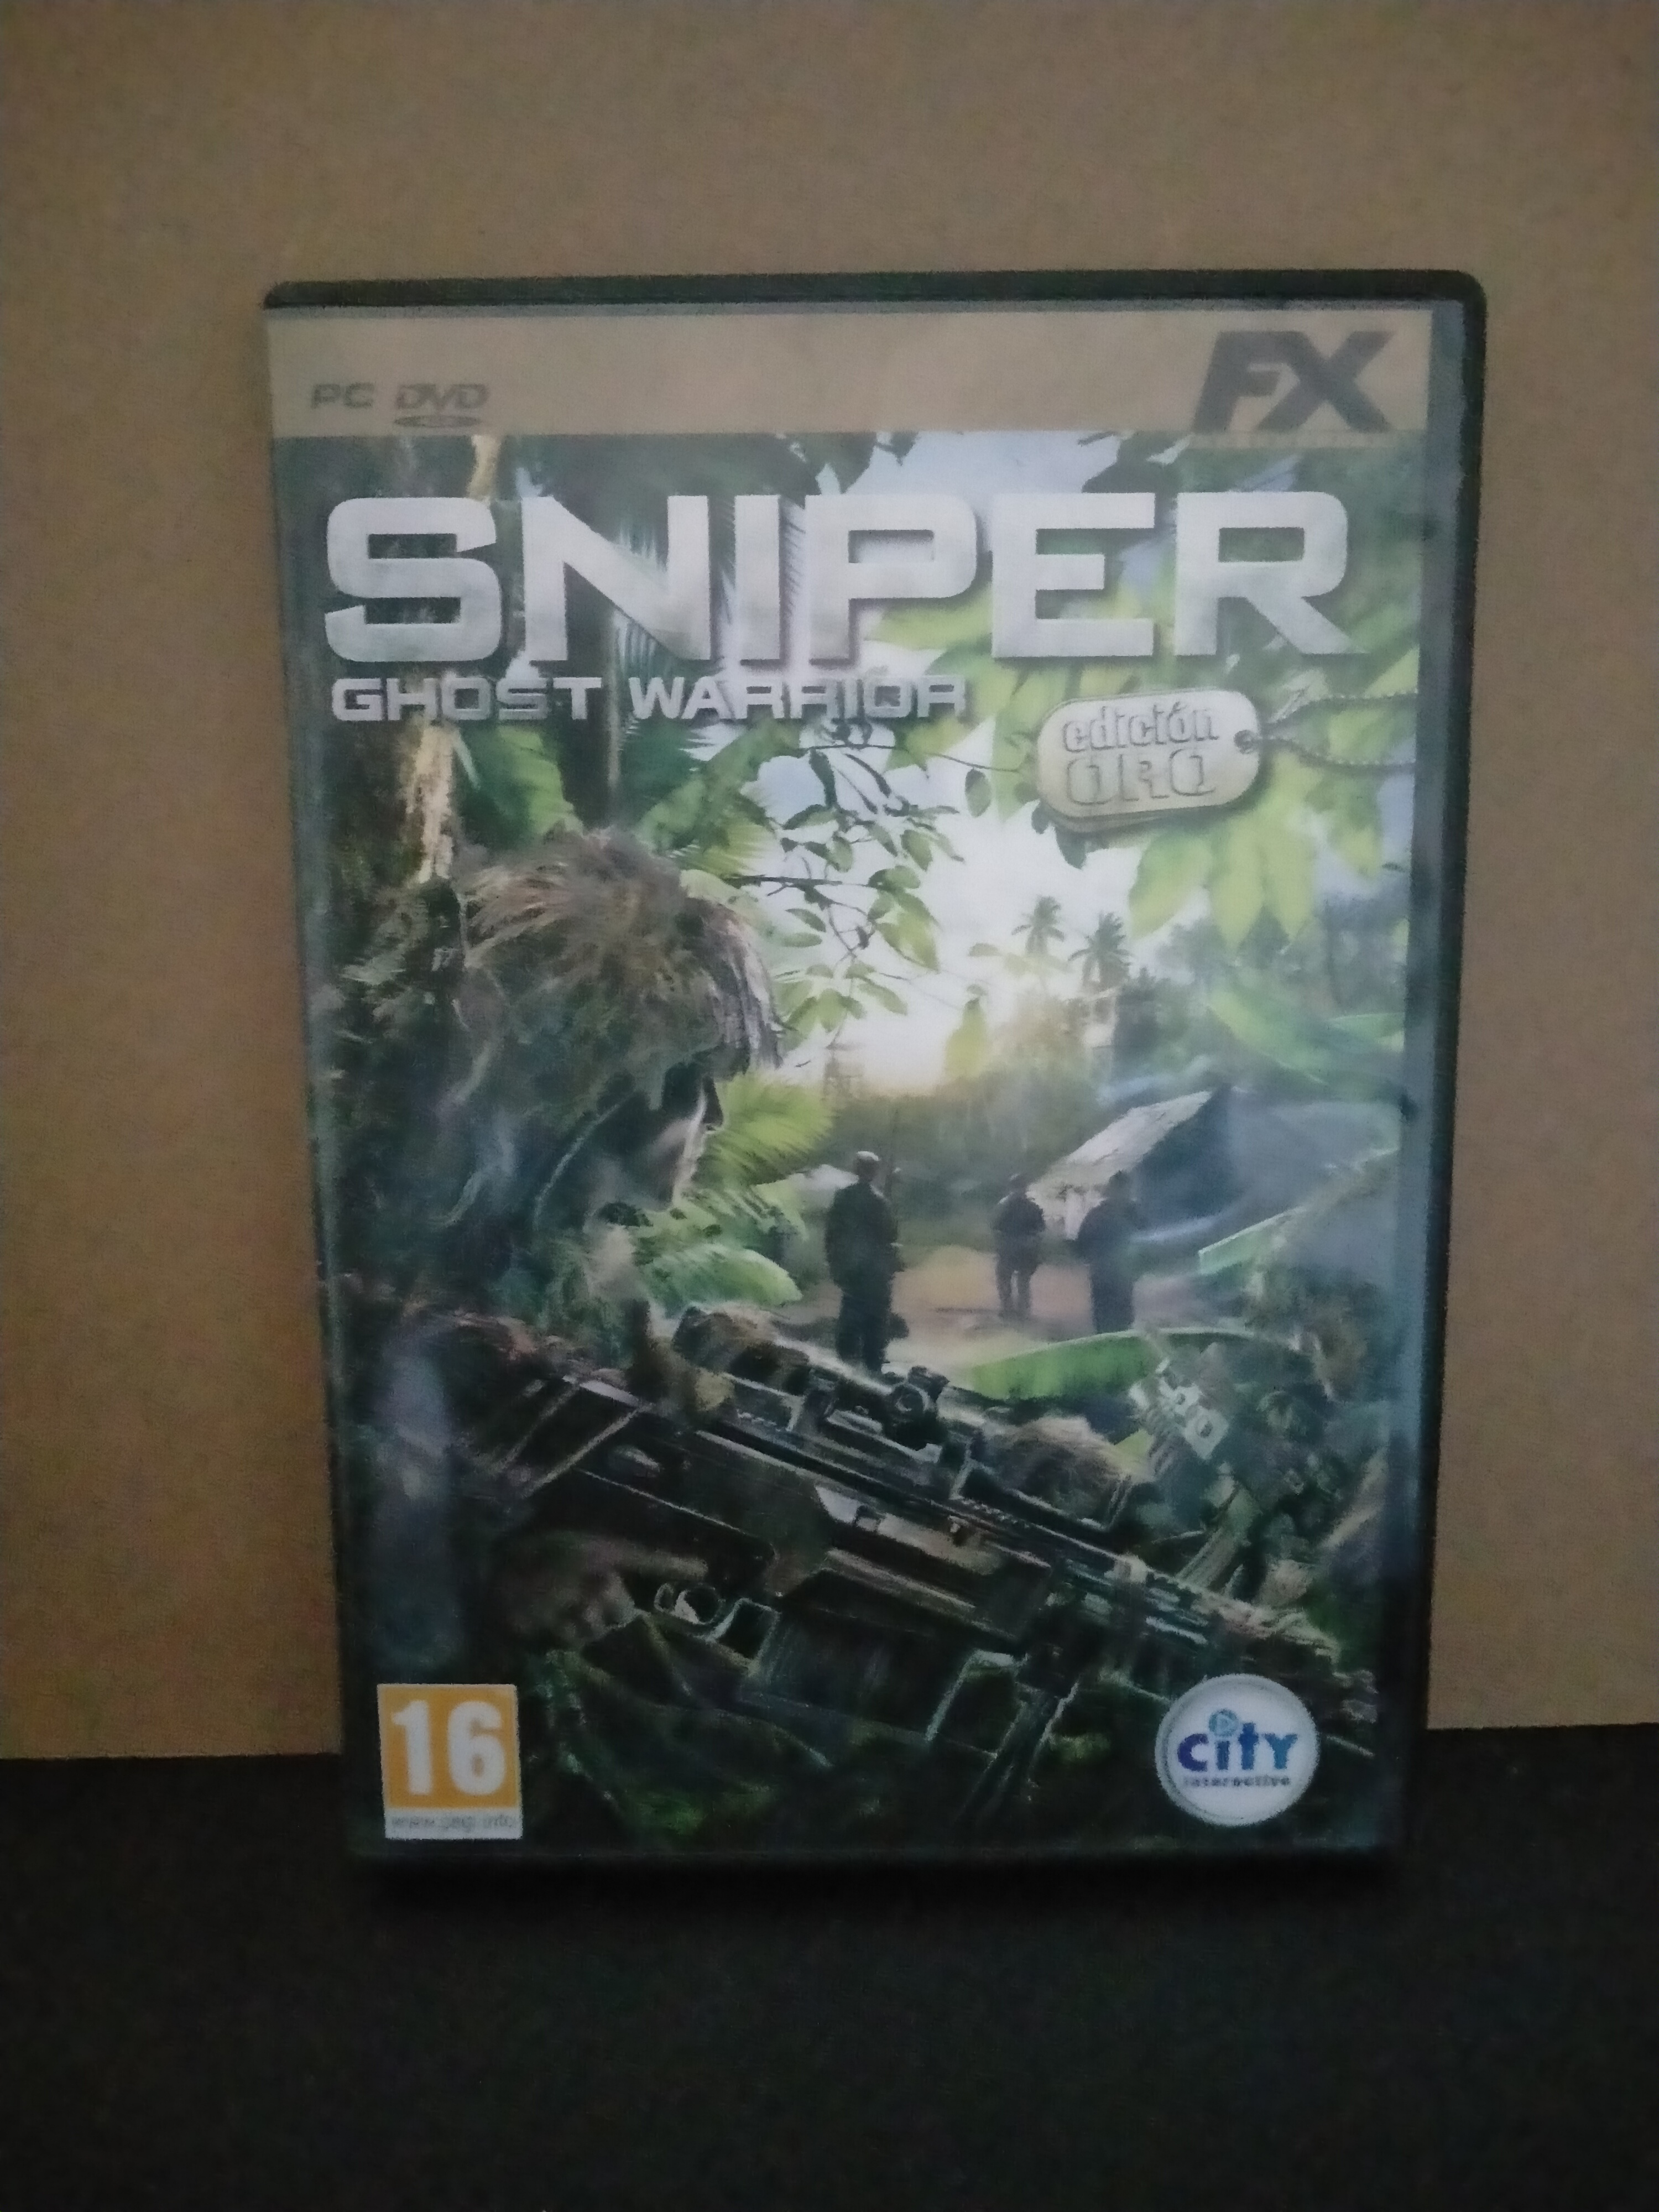 PC DVD
FX
SNIPER
GHOST WARRIOR
edición
ORO
16
www.pegi.info
city
interactive